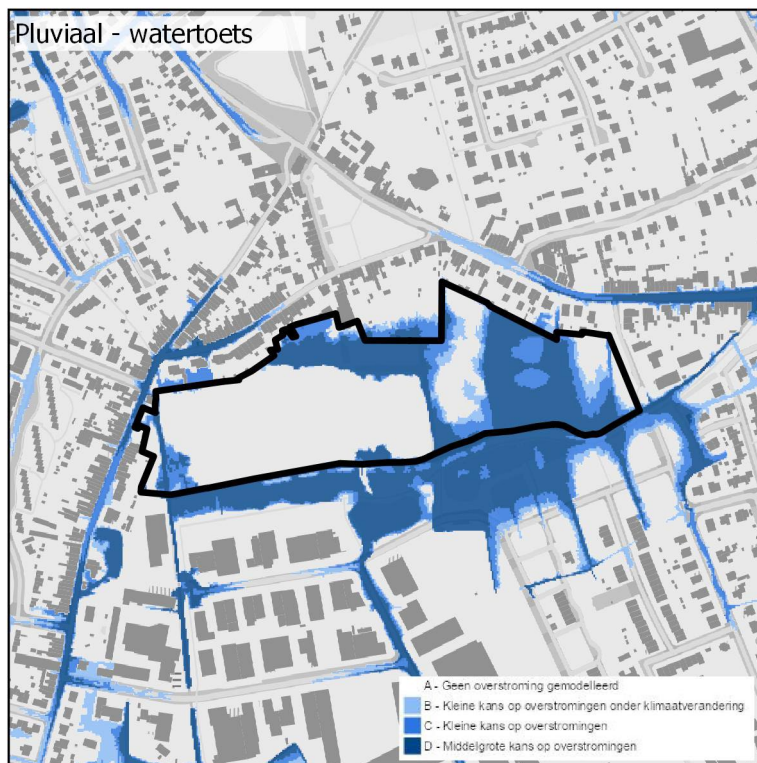 Pluviaal - watertoets
A - Geen overstroming gemodelleerd
B - Kleine kans op overstromingen onder klimaatverandering
C - Kleine kans op overstromingen
D - Middelgrote kans op overstromingen